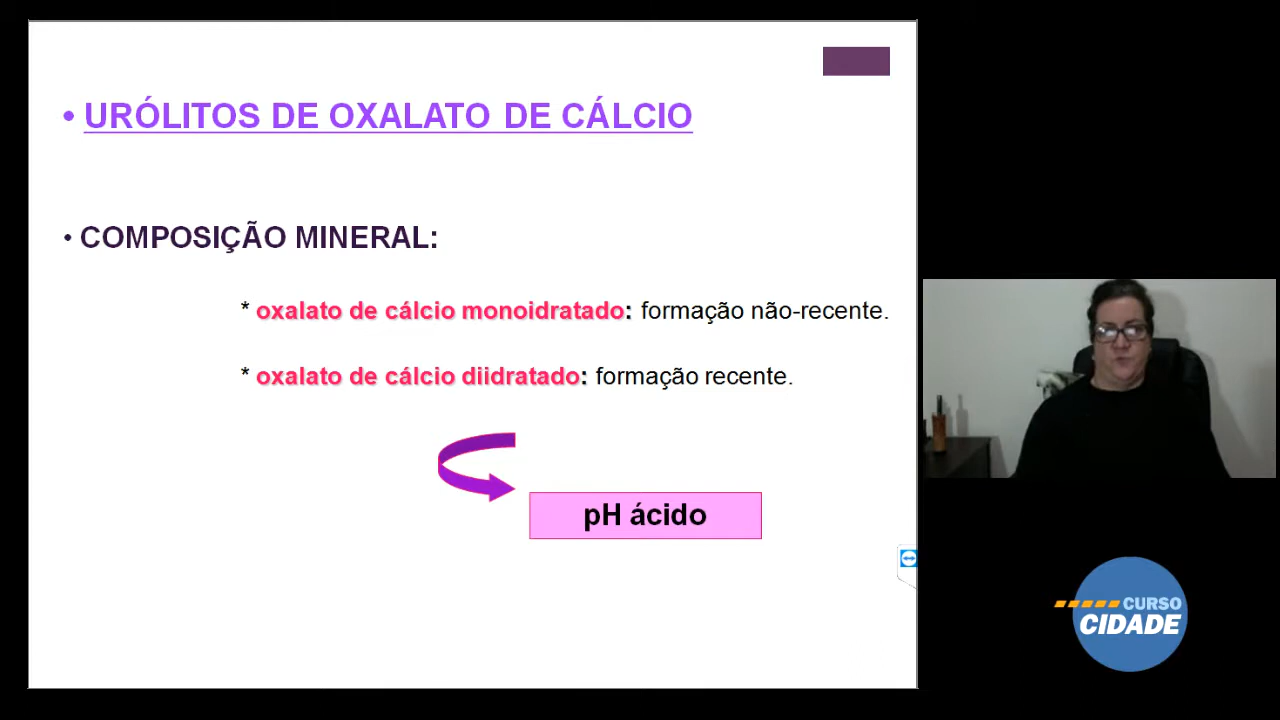 • URÓLITOS DE OXALATO DE CÁLCIO
• COMPOSIÇÃO MINERAL:
* oxalato de cálcio monoidratado: formação não-recente.
* oxalato de cálcio diidratado: formação recente.
pH ácido
CURSO
CIDADE